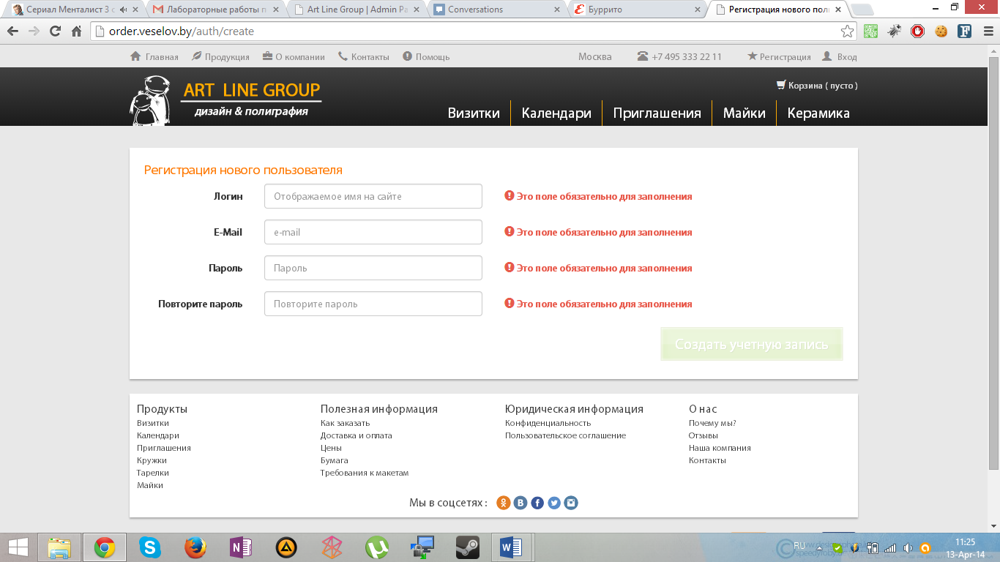 Сериал Менталист 3 с
Лабораторные работы п
Art Line Group | Admin Pa
Conversations
Буррито
Регистрация нового пол
order.veselov.by/auth/create
Главная Продукция О компании Контакты Помощь Москва +7 495 333 22 11 Регистрация Вход
ART LINE GROUP
дизайн & полиграфия
Корзина ( пусто )
Визитки Календари Приглашения Майки Керамика
Регистрация нового пользователя
Логин Отображаемое имя на сайте Это поле обязательно для заполнения
E-Mail e-mail Это поле обязательно для заполнения
Пароль Пароль Это поле обязательно для заполнения
Повторите пароль Повторите пароль Это поле обязательно для заполнения
Создать учетную запись
Продукты
Визитки
Календари
Приглашения
Кружки
Тарелки
Майки
Полезная информация
Как заказать
Доставка и оплата
Цены
Бумага
Требования к макетам
Юридическая информация
Конфиденциальность
Пользовательское соглашение
О нас
Почему мы?
Отзывы
Наша компания
Контакты
Мы в соцсетях :
RU
11:25
13-Apr-14